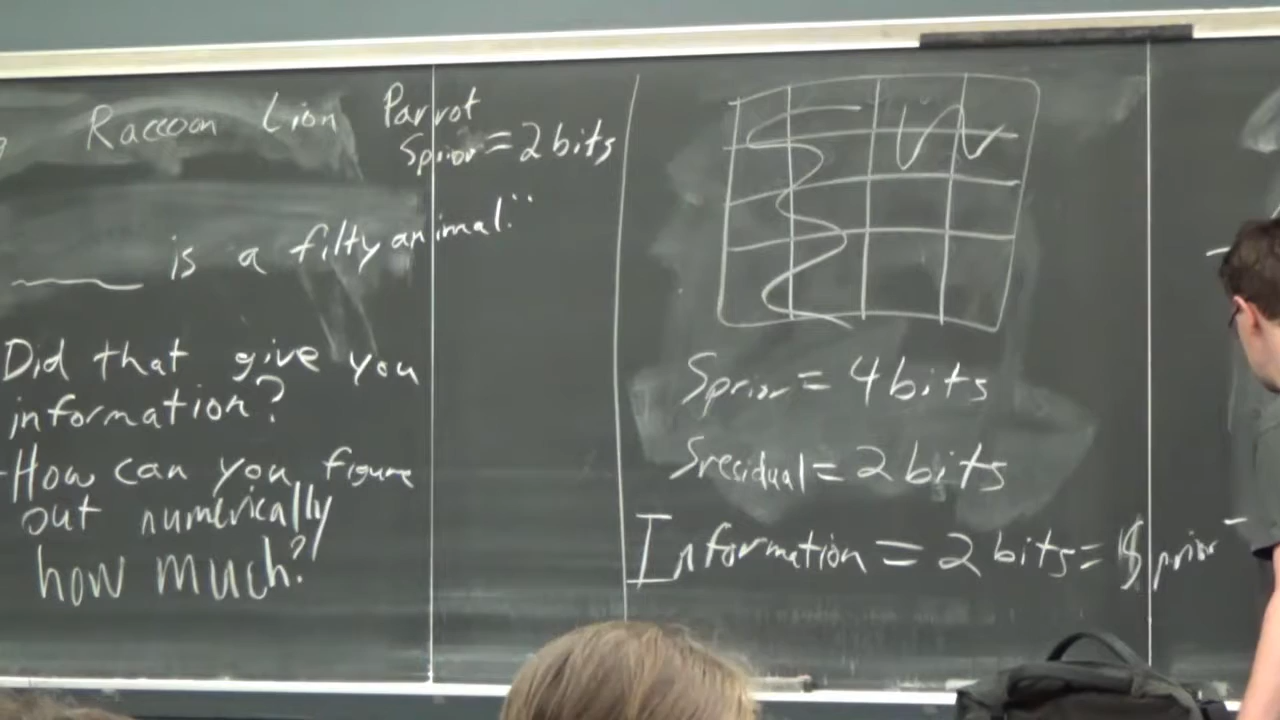 Raccoon Lion Parrot
Sprior = 2 bits
____ is a filty animal."
Did that give you
information?
-How can you figure
out numerically
how much?
Sprior = 4 bits
Sresidual = 2 bits
Information = 2 bits = Sprior -